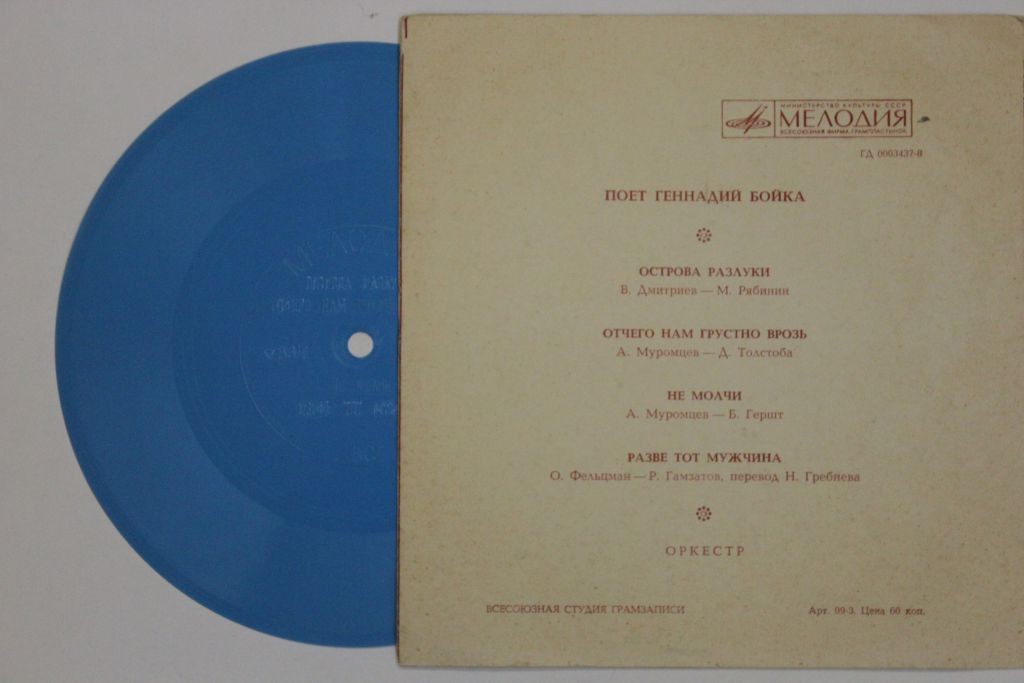 МИНИСТЕРСТВО КУЛЬТУРЫ СССР
МЕЛОДИЯ
ВСЕСОЮЗНАЯ ФИРМА ГРАМПЛАСТИНОК
ГД 0003437-8
ПОЕТ ГЕННАДИЙ БОЙКА
ОСТРОВА РАЗЛУКИ
В. Дмитриев — М. Рябинин
ОТЧЕГО НАМ ГРУСТНО ВРОЗЬ
А. Муромцев — Д. Толстоба
НЕ МОЛЧИ
А. Муромцев — Б. Гершт
РАЗВЕ ТОТ МУЖЧИНА
О. Фельцман — Р. Гамзатов, перевод Н. Гребнева
ОРКЕСТР
ВСЕСОЮЗНАЯ СТУДИЯ ГРАМЗАПИСИ
Арт. 09-3. Цена 60 коп.